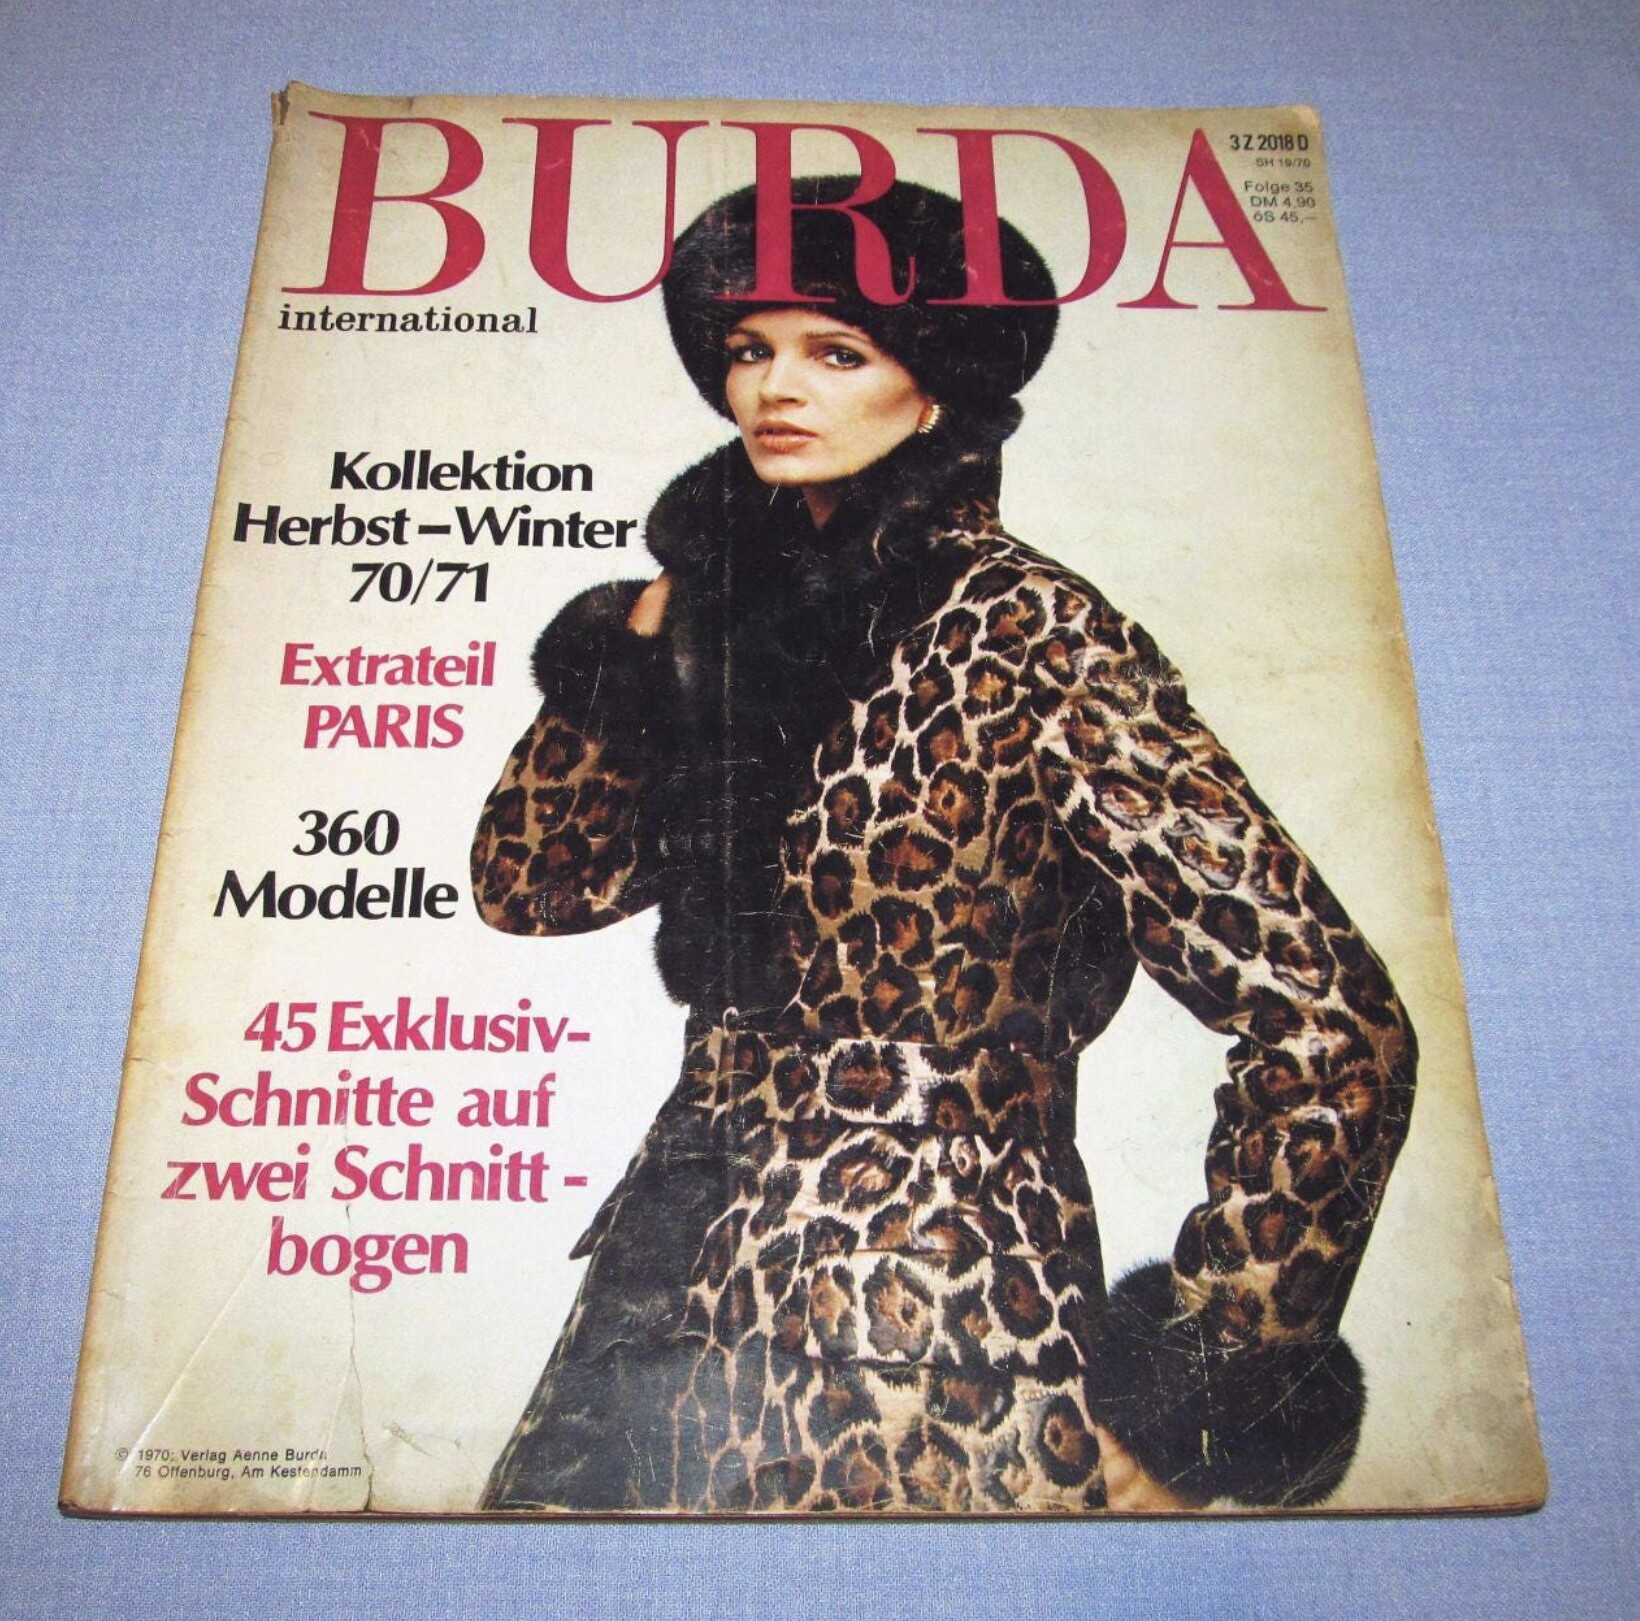 BURDA
international
3 Z 2018 D
SH 19/70
Folge 35
DM 4,90
öS 45,–
Kollektion
Herbst–Winter
70/71
Extrateil
PARIS
360
Modelle
45 Exklusiv-
Schnitte auf
zwei Schnitt-
bogen
© 1970: Verlag Aenne Burda
76 Offenburg, Am Kestendamm